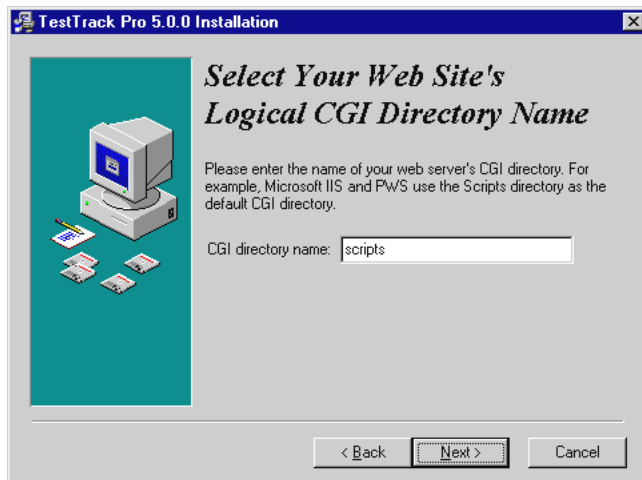 TestTrack Pro 5.0.0 Installation
Select Your Web Site's
Logical CGI Directory Name
Please enter the name of your web server's CGI directory. For
example, Microsoft IIS and PWS use the Scripts directory as the
default CGI directory.
CGI directory name: scripts
< Back Next > Cancel